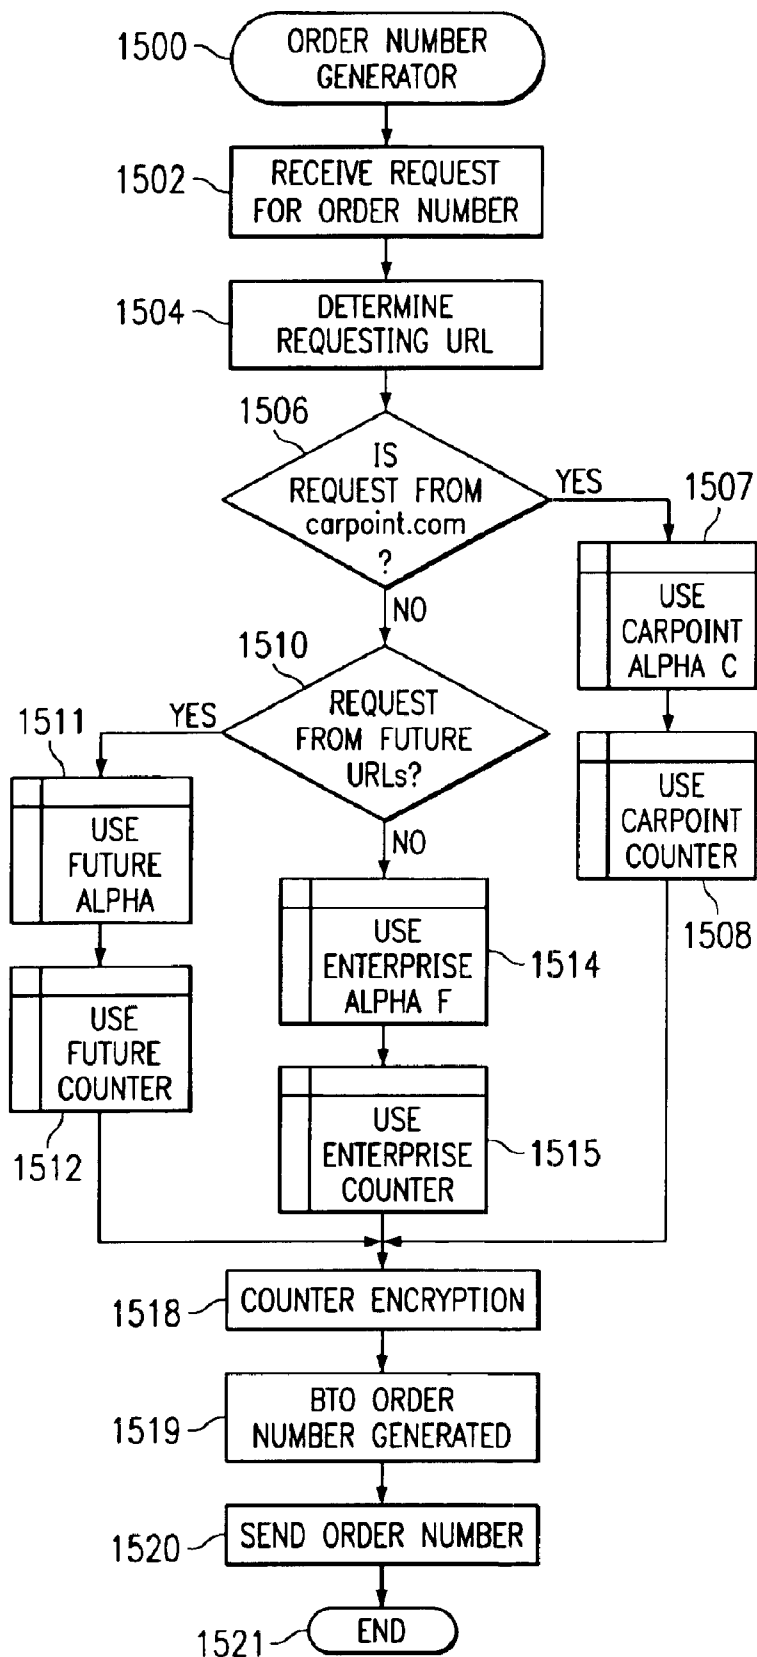 1500
ORDER NUMBER
GENERATOR
1502
RECEIVE REQUEST
FOR ORDER NUMBER
1504
DETERMINE
REQUESTING URL
1506
IS
REQUEST FROM
carpoint.com
?
YES
NO
1507
USE
CARPOINT
ALPHA C
USE
CARPOINT
COUNTER
1508
1510
REQUEST
FROM FUTURE
URLs?
YES
NO
1511
USE
FUTURE
ALPHA
USE
FUTURE
COUNTER
1512
USE
ENTERPRISE
ALPHA F
1514
USE
ENTERPRISE
COUNTER
1515
1518
COUNTER ENCRYPTION
1519
BTO ORDER
NUMBER GENERATED
1520
SEND ORDER NUMBER
1521
END